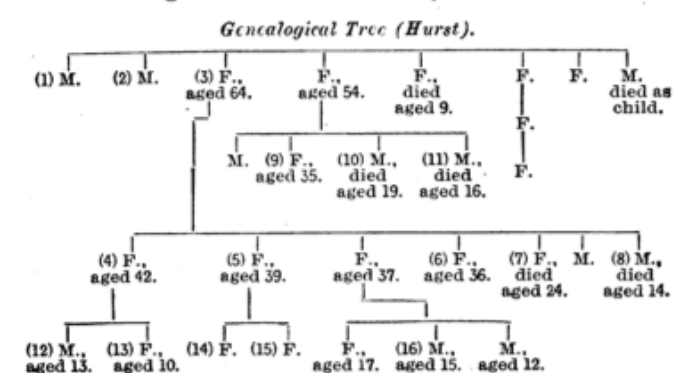 Genealogical Tree (Hurst).
(1) M. (2) M. (3) F., F., F., F. F. M.
aged 64. aged 54. died died as
aged 9. child.
F.
M. (9) F., (10) M., (11) M.,
aged 35. died died F.
aged 19. aged 16.
(4) F., (5) F., F., (6) F., (7) F., M. (8) M.,
aged 42. aged 39. aged 37. aged 36. died died
aged 24. aged 14.
(12) M., (13) F., (14) F. (15) F. F., (16) M., M.,
aged 13. aged 10. aged 17. aged 15. aged 12.